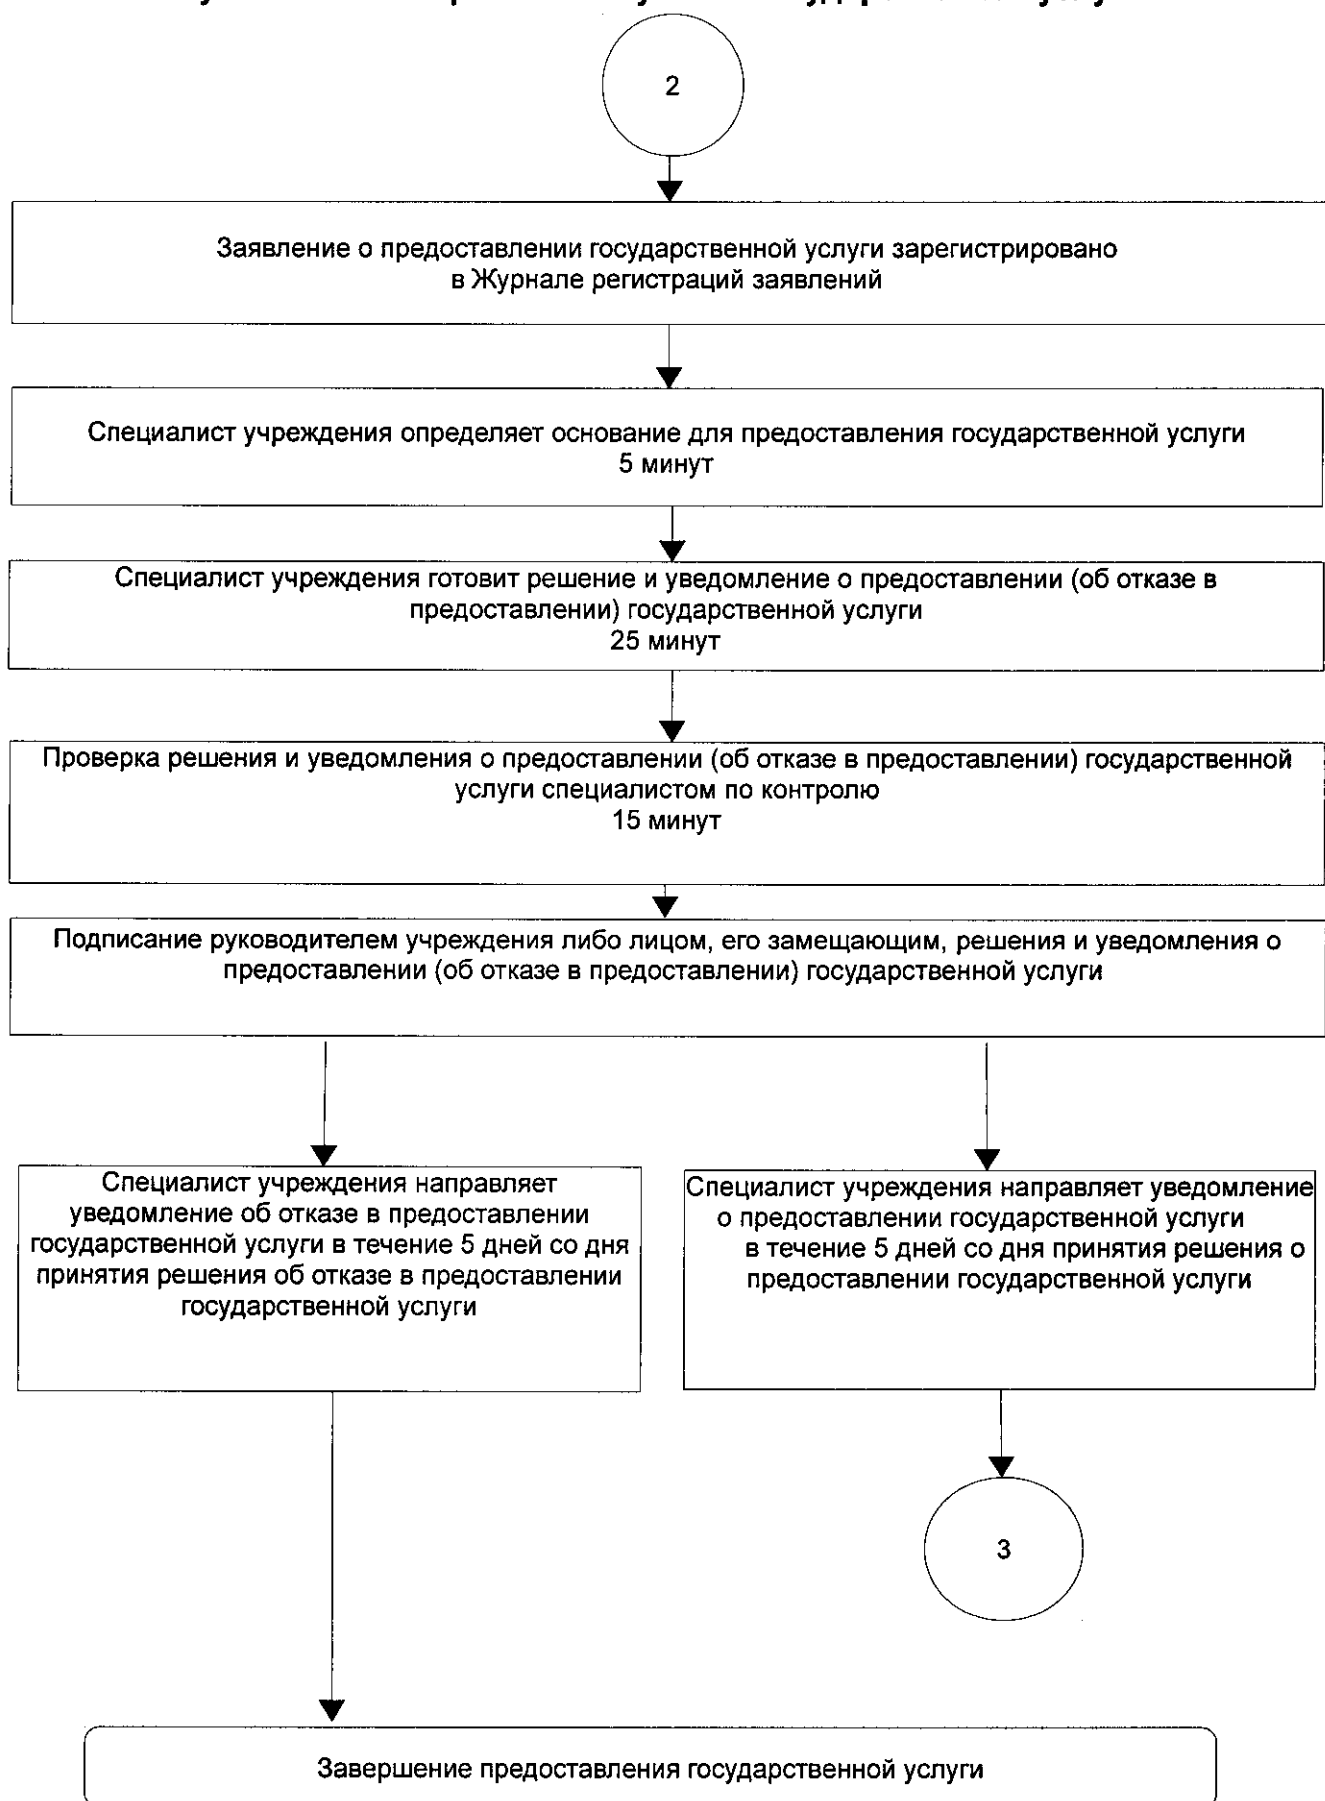 2
Заявление о предоставлении государственной услуги зарегистрировано
в Журнале регистраций заявлений
Специалист учреждения определяет основание для предоставления государственной услуги
5 минут
Специалист учреждения готовит решение и уведомление о предоставлении (об отказе в
предоставлении) государственной услуги
25 минут
Проверка решения и уведомления о предоставлении (об отказе в предоставлении) государственной
услуги специалистом по контролю
15 минут
Подписание руководителем учреждения либо лицом, его замещающим, решения и уведомления о
предоставлении (об отказе в предоставлении) государственной услуги
Специалист учреждения направляет
уведомление об отказе в предоставлении
государственной услуги в течение 5 дней со дня
принятия решения об отказе в предоставлении
государственной услуги
Специалист учреждения направляет уведомление
о предоставлении государственной услуги
в течение 5 дней со дня принятия решения о
предоставлении государственной услуги
3
Завершение предоставления государственной услуги